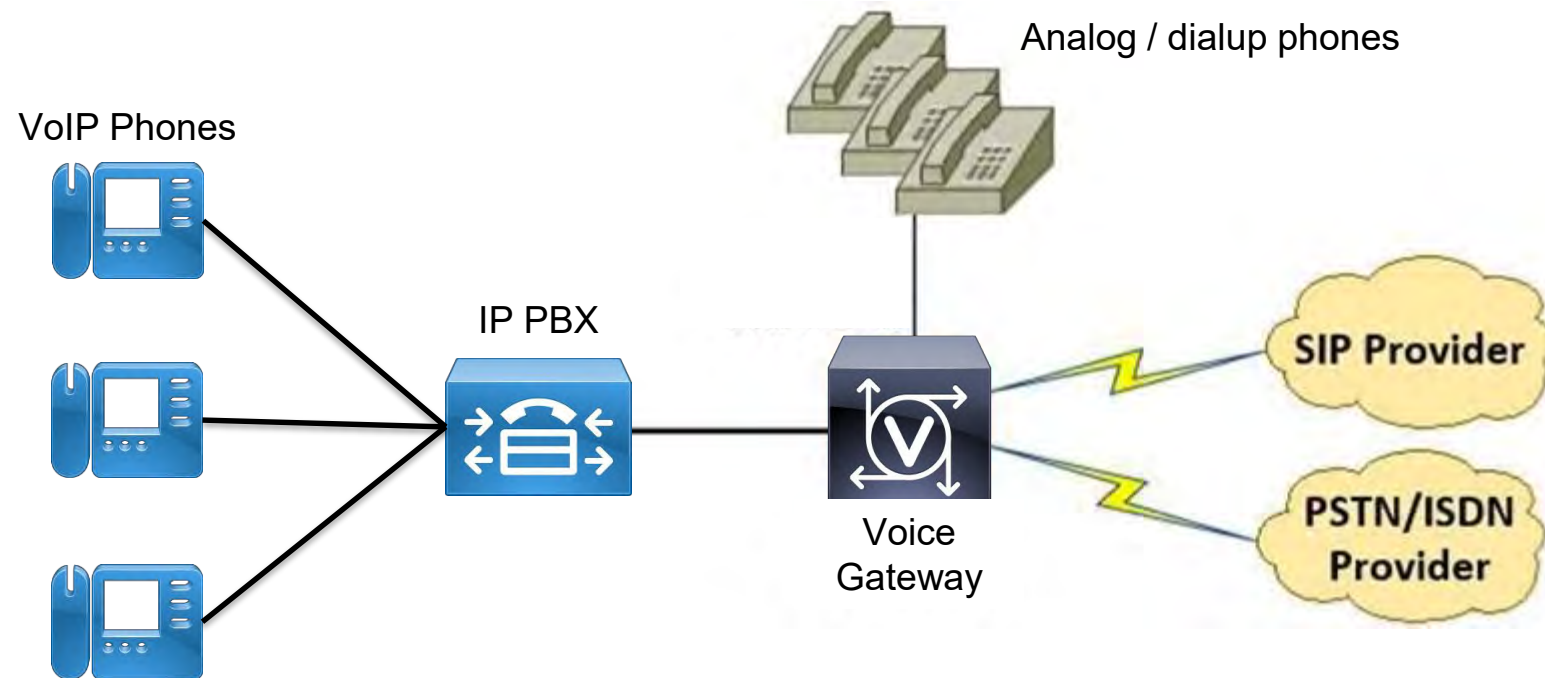 Analog / dialup phones
VoIP Phones
IP PBX
SIP Provider
V
Voice
Gateway
PSTN/ISDN
Provider